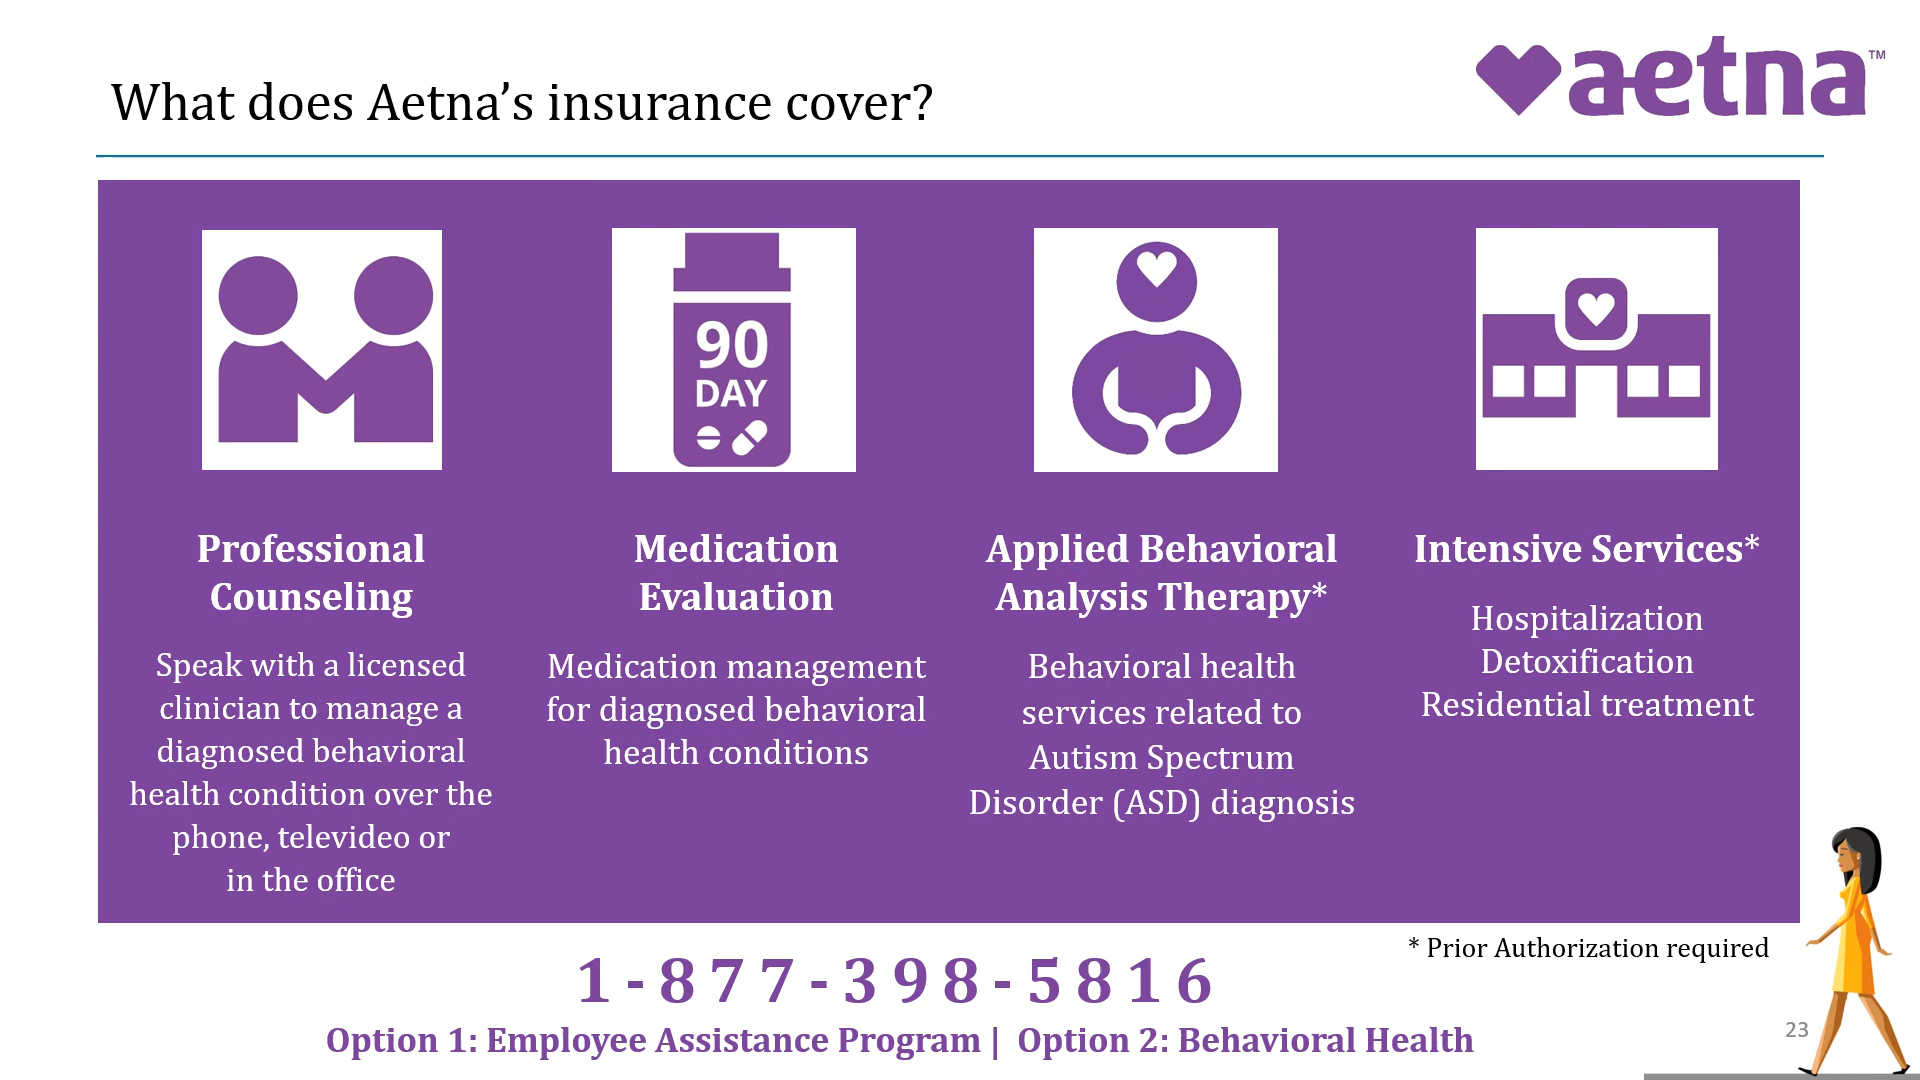 What does Aetna’s insurance cover?
aetna™
90
DAY
Professional
Counseling
Speak with a licensed
clinician to manage a
diagnosed behavioral
health condition over the
phone, televideo or
in the office
Medication
Evaluation
Medication management
for diagnosed behavioral
health conditions
Applied Behavioral
Analysis Therapy*
Behavioral health
services related to
Autism Spectrum
Disorder (ASD) diagnosis
Intensive Services*
Hospitalization
Detoxification
Residential treatment
* Prior Authorization required
1-877-398-5816
Option 1: Employee Assistance Program | Option 2: Behavioral Health
23